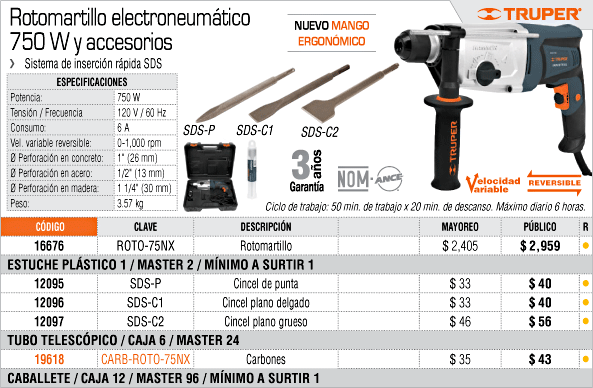 Rotomartillo electroneumático
750 W y accesorios
❯ Sistema de inserción rápida SDS
NUEVO MANGO
ERGONÓMICO
TRUPER®
ESPECIFICACIONES
Potencia: 750 W
Tensión / Frecuencia 120 V / 60 Hz
Consumo: 6 A
Vel. variable reversible: 0-1,000 rpm
Ø Perforación en concreto: 1" (26 mm)
Ø Perforación en acero: 1/2" (13 mm)
Ø Perforación en madera: 1 1/4" (30 mm)
Peso: 3.57 kg
SDS-P
SDS-C1
SDS-C2
3 años
Garantía
NOM-ANCE
TRUPER
TRUPER
Velocidad
Variable
REVERSIBLE
Ciclo de trabajo: 50 min. de trabajo x 20 min. de descanso. Máximo diario 6 horas.
CÓDIGO CLAVE DESCRIPCIÓN MAYOREO PÚBLICO R
16676 ROTO-75NX Rotomartillo $ 2,405 $ 2,959
ESTUCHE PLÁSTICO 1 / MASTER 2 / MÍNIMO A SURTIR 1
12095 SDS-P Cincel de punta $ 33 $ 40
12096 SDS-C1 Cincel plano delgado $ 33 $ 40
12097 SDS-C2 Cincel plano grueso $ 46 $ 56
TUBO TELESCÓPICO / CAJA 6 / MASTER 24
19618 CARB-ROTO-75NX Carbones $ 35 $ 43
CABALLETE / CAJA 12 / MASTER 96 / MÍNIMO A SURTIR 1